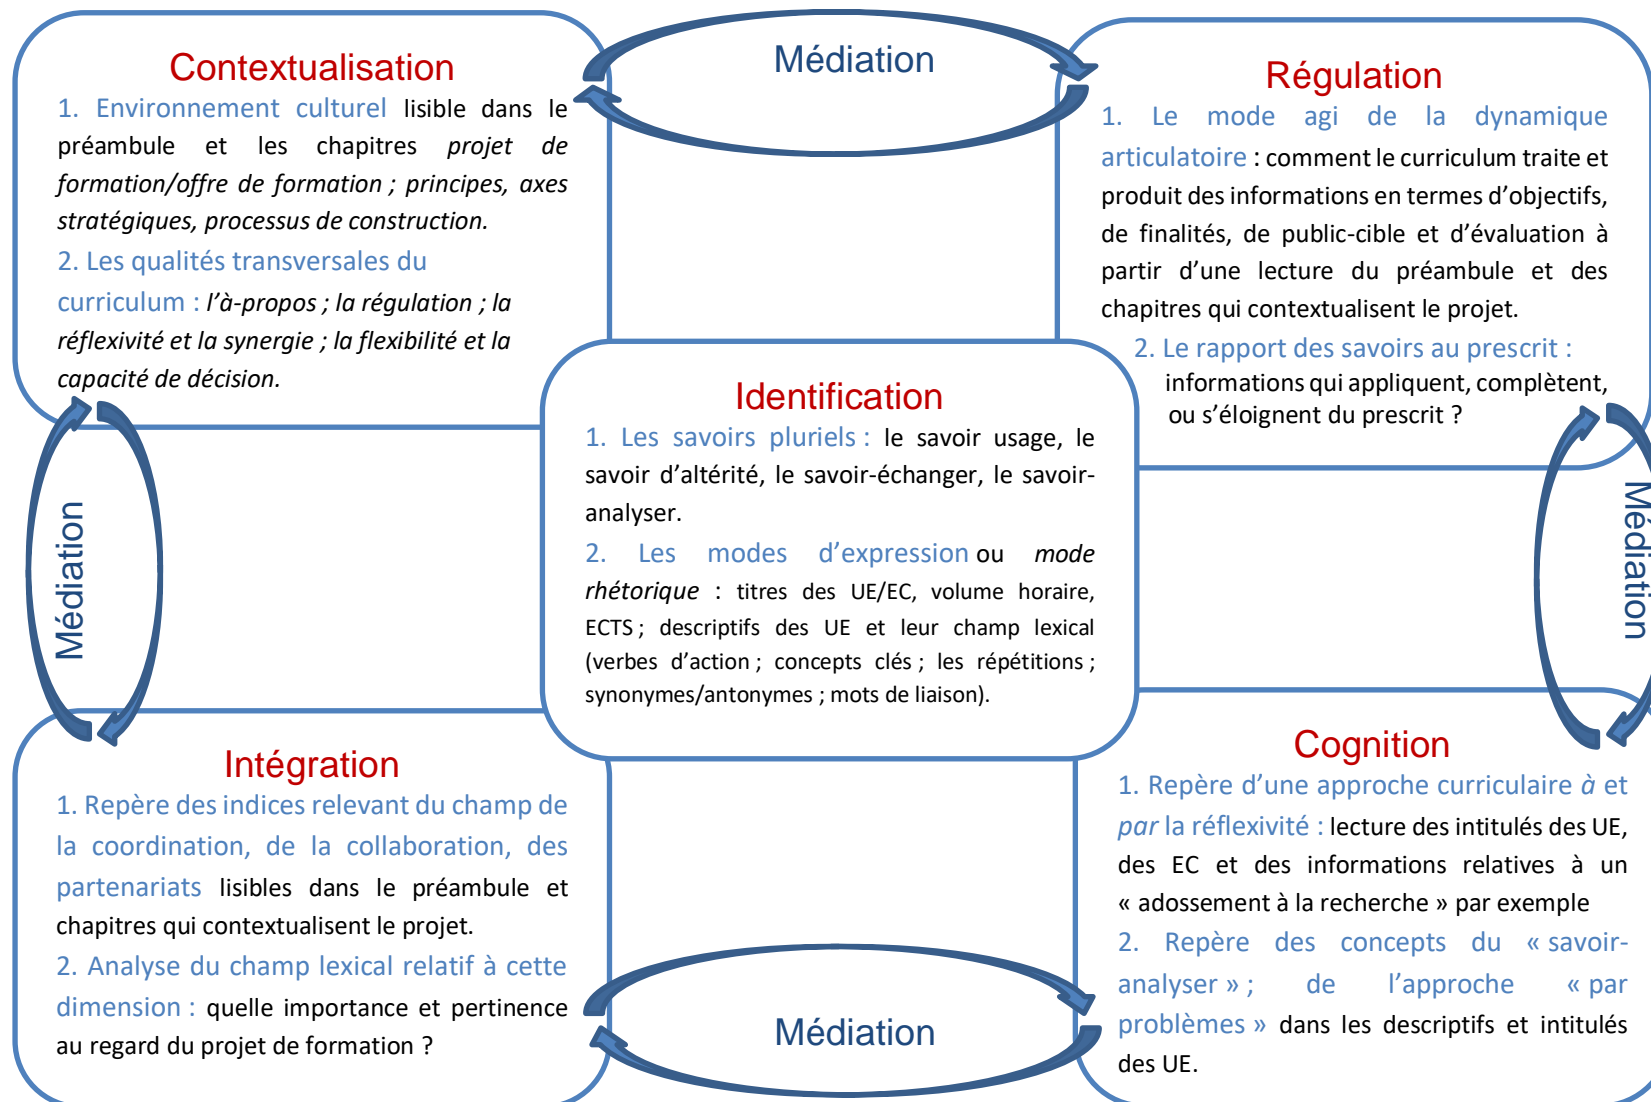 Contextualisation
1. Environnement culturel lisible dans le
préambule et les chapitres projet de
formation/offre de formation ; principes, axes
stratégiques, processus de construction.
2. Les qualités transversales du
curriculum : l’à-propos ; la régulation ; la
réflexivité et la synergie ; la flexibilité et la
capacité de décision.
Médiation
Régulation
1. Le mode agi de la dynamique
articulatoire : comment le curriculum traite et
produit des informations en termes d’objectifs,
de finalités, de public-cible et d’évaluation à
partir d’une lecture du préambule et des
chapitres qui contextualisent le projet.
2. Le rapport des savoirs au prescrit :
informations qui appliquent, complètent,
ou s’éloignent du prescrit ?
Identification
1. Les savoirs pluriels : le savoir usage, le
savoir d’altérité, le savoir-échanger, le savoir-
analyser.
2. Les modes d’expression ou mode
rhétorique : titres des UE/EC, volume horaire,
ECTS ; descriptifs des UE et leur champ lexical
(verbes d’action ; concepts clés ; les répétitions ;
synonymes/antonymes ; mots de liaison).
Médiation
Médiation
Intégration
1. Repère des indices relevant du champ de
la coordination, de la collaboration, des
partenariats lisibles dans le préambule et
chapitres qui contextualisent le projet.
2. Analyse du champ lexical relatif à cette
dimension : quelle importance et pertinence
au regard du projet de formation ?
Médiation
Cognition
1. Repère d’une approche curriculaire à et
par la réflexivité : lecture des intitulés des UE,
des EC et des informations relatives à un
« adossement à la recherche » par exemple
2. Repère des concepts du « savoir-
analyser » ; de l’approche « par
problèmes » dans les descriptifs et intitulés
des UE.